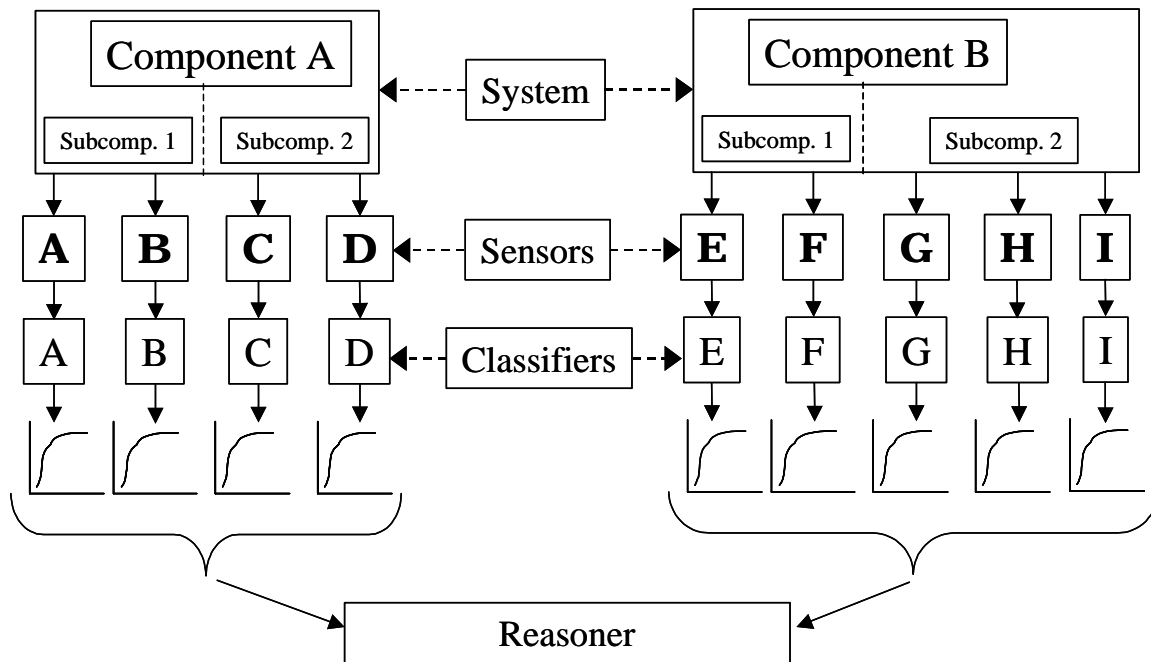 Component A
Component B
System
Subcomp. 1
Subcomp. 2
Subcomp. 1
Subcomp. 2
A
B
C
D
Sensors
E
F
G
H
I
A
B
C
D
Classifiers
E
F
G
H
I
Reasoner